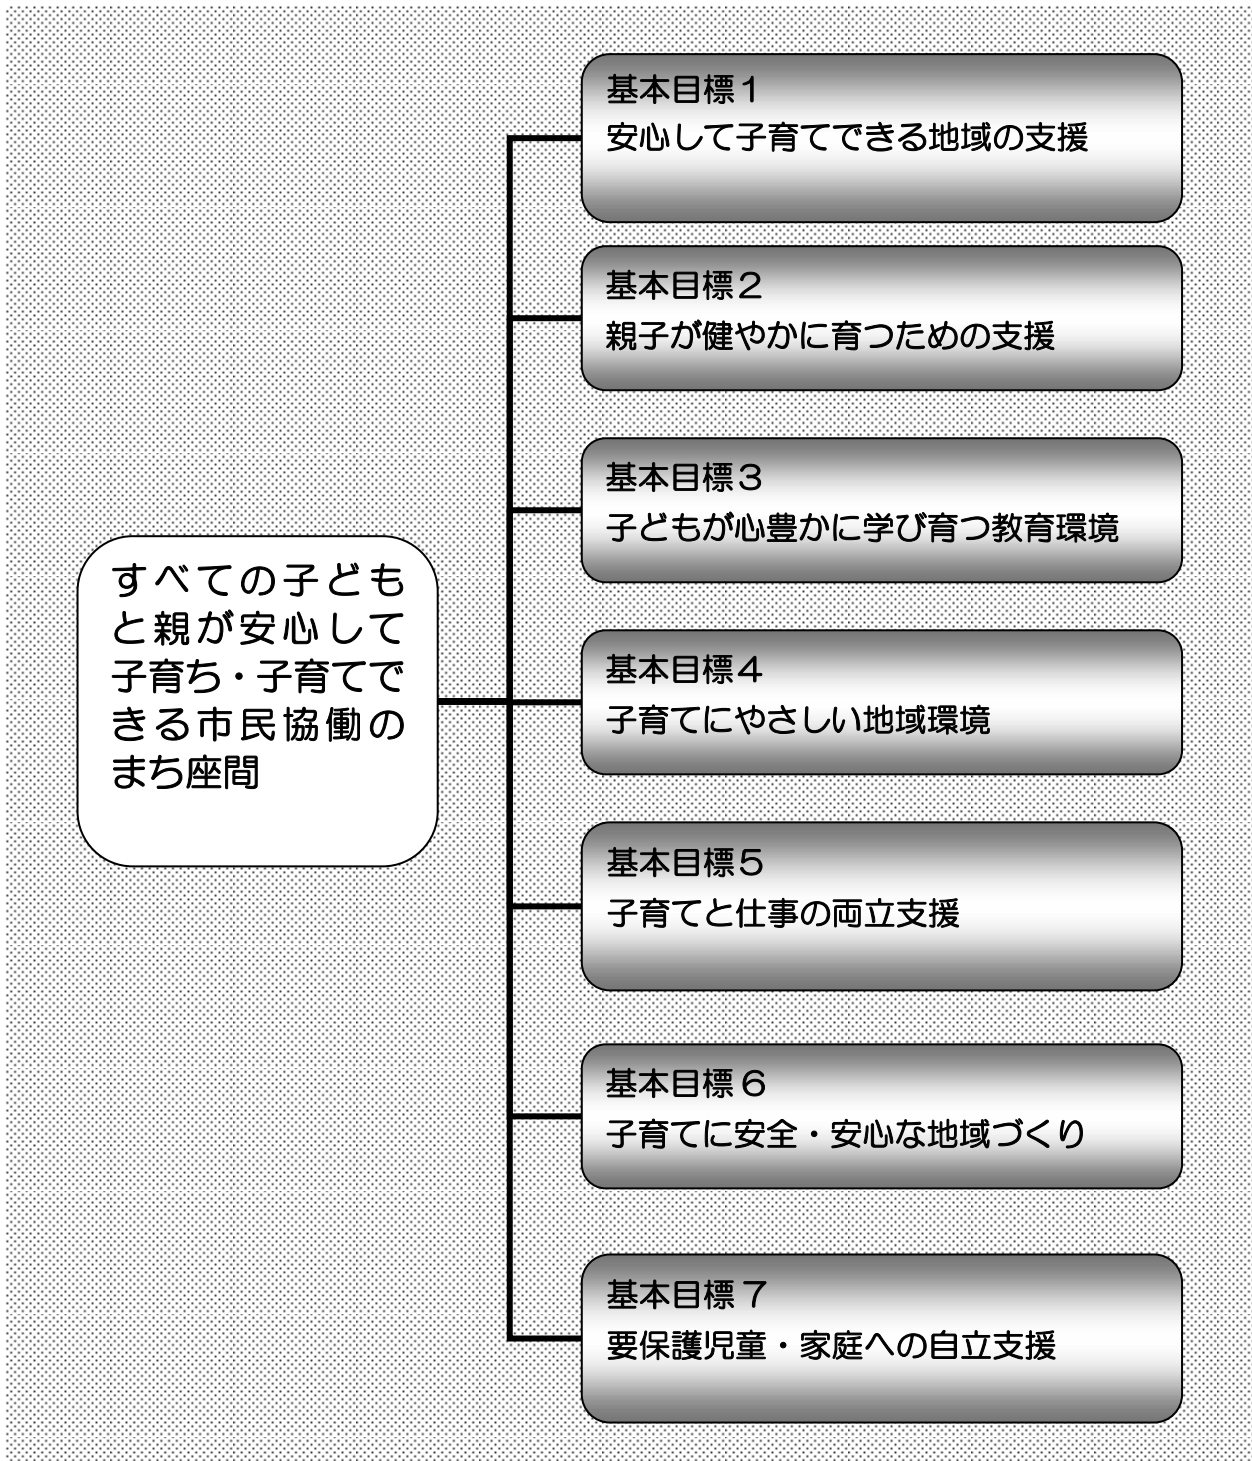 すべての子ども
と親が安心して
子育ち・子育てで
きる市民協働の
まち座間
基本目標１
安心して子育てできる地域の支援
基本目標２
親子が健やかに育つための支援
基本目標３
子どもが心豊かに学び育つ教育環境
基本目標４
子育てにやさしい地域環境
基本目標５
子育てと仕事の両立支援
基本目標６
子育てに安全・安心な地域づくり
基本目標７
要保護児童・家庭への自立支援